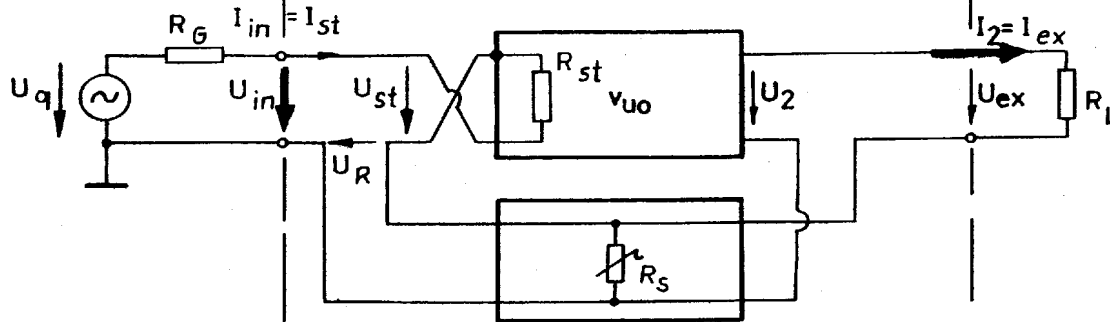 I_in = I_st
I_2 = I_ex
R_G
R_st
U_q
U_in
U_st
v_uo
U_2
U_ex
R_L
U_R
R_S